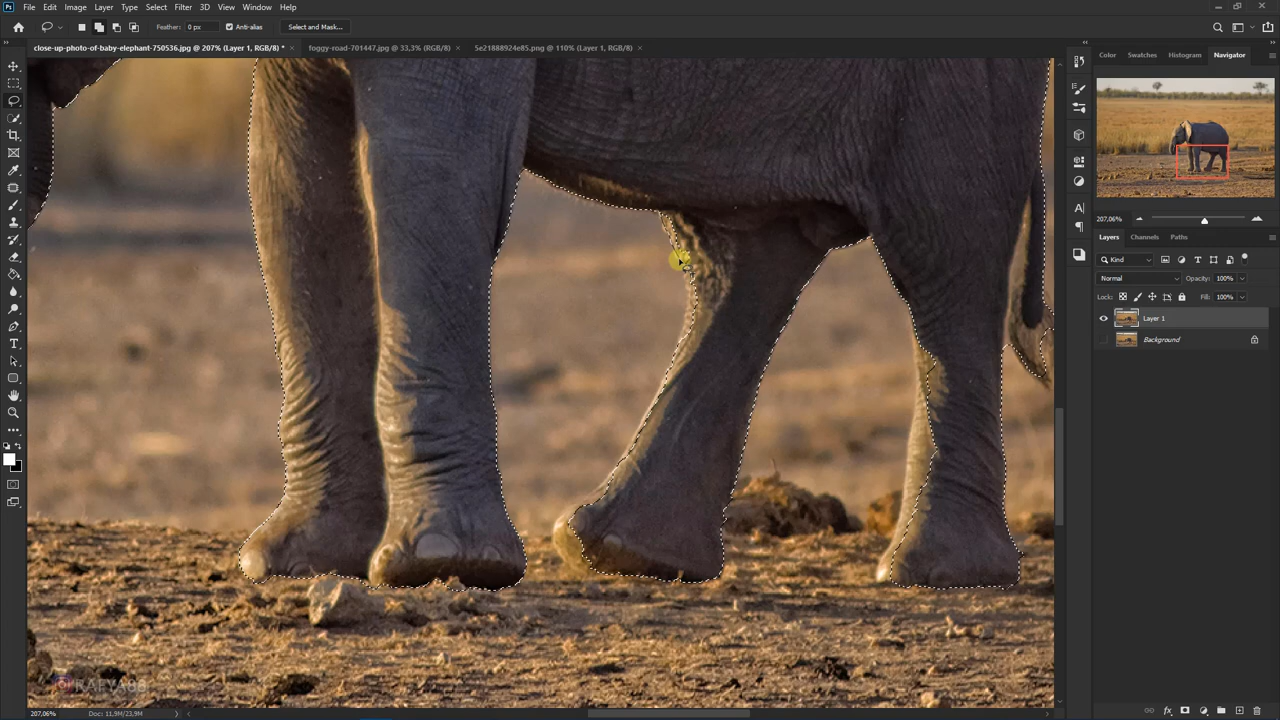 Ps File Edit Image Layer Type Select Filter 3D View Window Help
Feather: 0 px Anti-alias Select and Mask...
close-up-photo-of-baby-elephant-750536.jpg @ 207% (Layer 1, RGB/8) * × foggy-road-701447.jpg @ 33,3% (RGB/8) × 5e21888924e85.png @ 110% (Layer 1, RGB/8) ×
Color Swatches Histogram Navigator
207,06%
Layers Channels Paths
Kind
Normal Opacity: 100%
Lock: Fill: 100%
Layer 1
Background
RAFYA88
207,06% Doc: 11,9M/23,9M